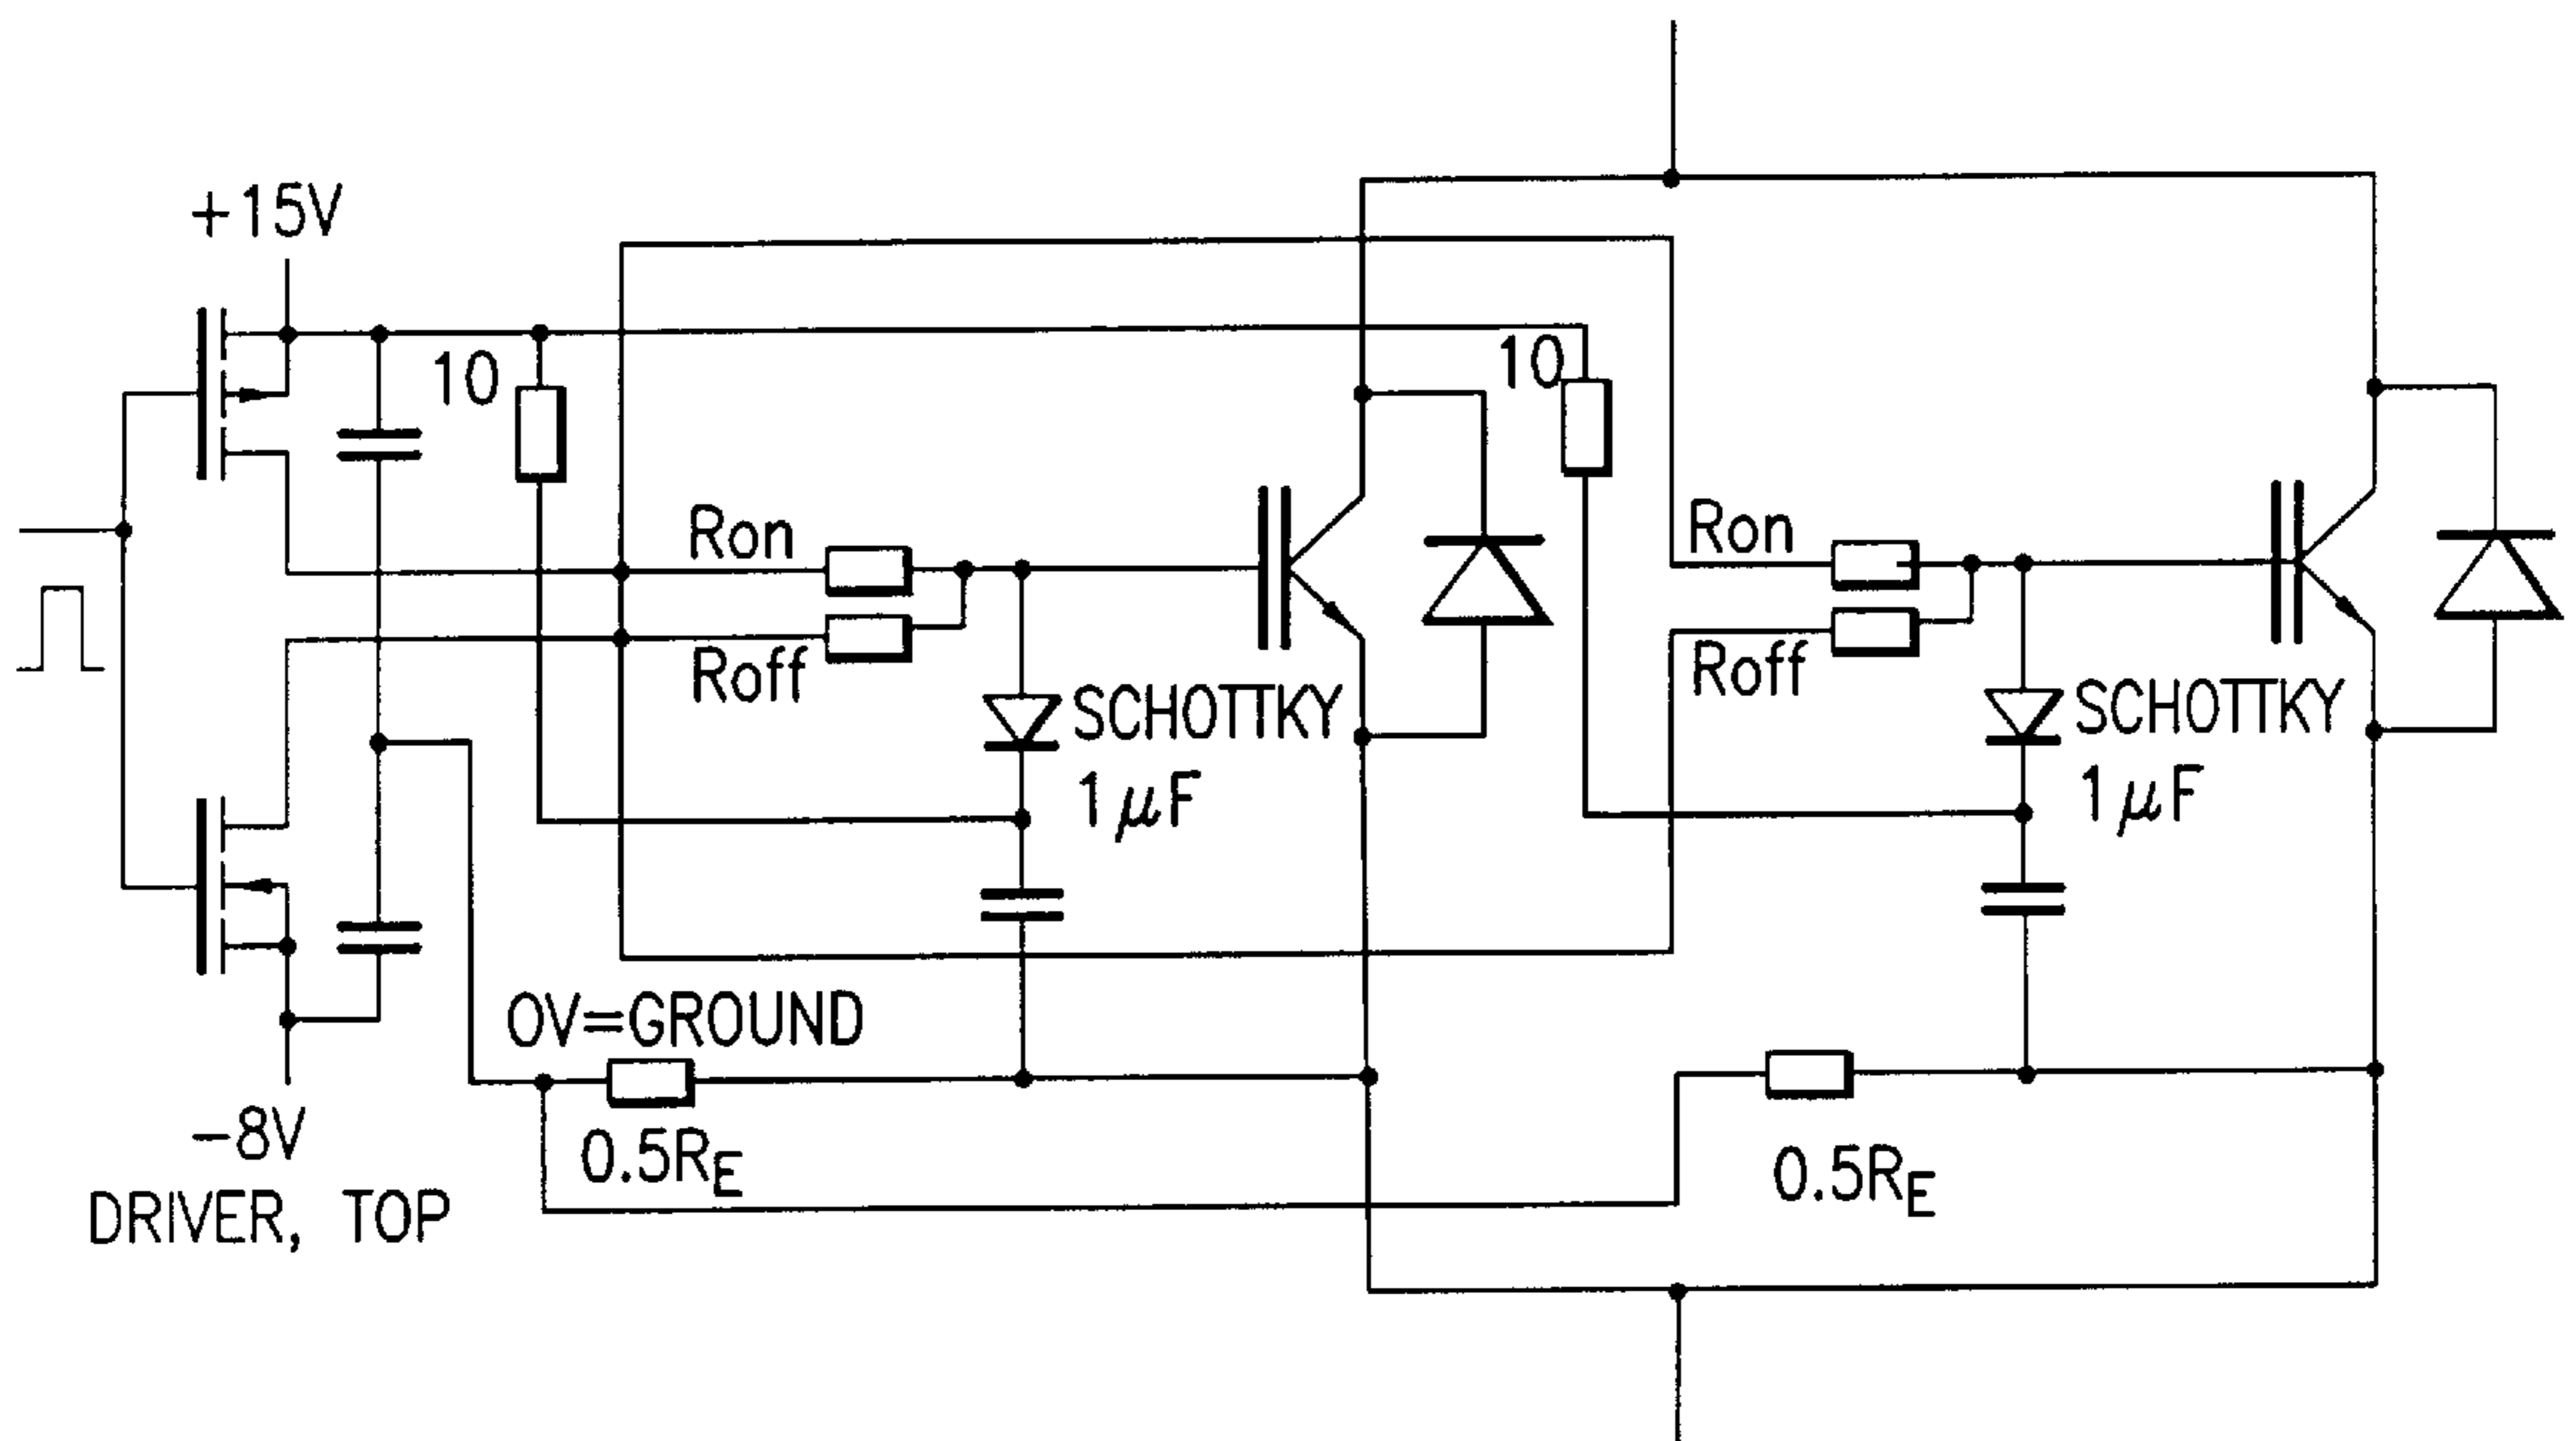 +15V
10
10
Ron
Ron
Roff
Roff
SCHOTTKY
SCHOTTKY
1µF
1µF
0V=GROUND
-8V
0.5RE
0.5RE
DRIVER, TOP